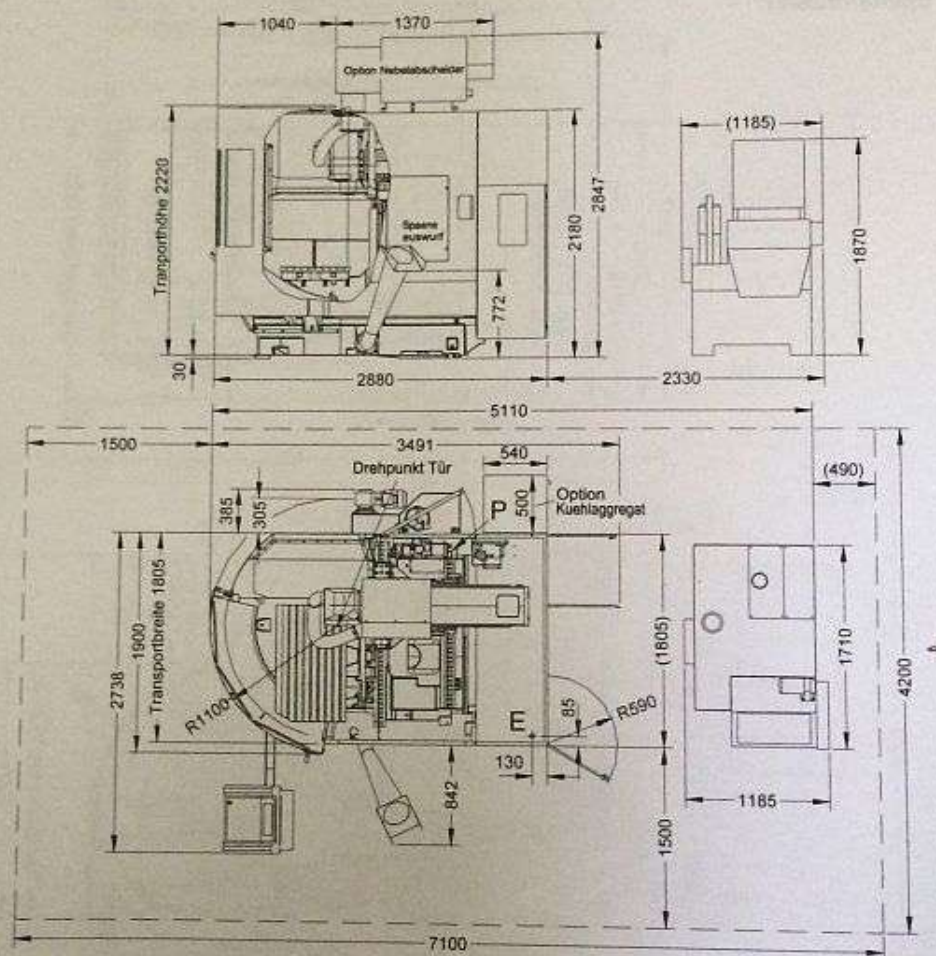 1040
1370
Option Nebelabscheider
(1185)
Tranporthöhe 2220
Spaene
auswurf
2180
2847
1870
772
30
2880
2330
5110
1500
3491
540
(490)
Drehpunkt Tür
385
305
P
500
Option
Kuehlaggregat
2738
1900
Transportbreite 1805
R1100
(1805)
1710
4200
85
R590
E
130
842
1185
1500
7100